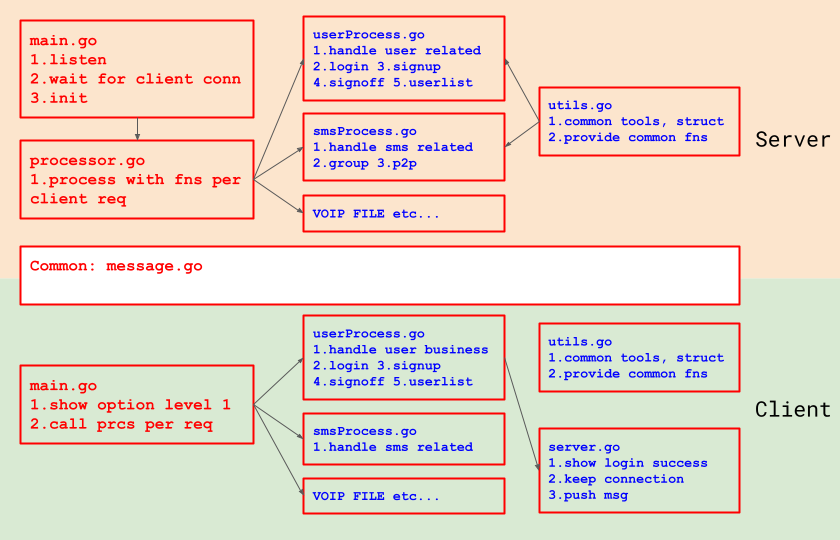 main.go
1.listen
2.wait for client conn
3.init
processor.go
1.process with fns per
client req
userProcess.go
1.handle user related
2.login 3.signup
4.signoff 5.userlist
smsProcess.go
1.handle sms related
2.group 3.p2p
VOIP FILE etc...
utils.go
1.common tools, struct
2.provide common fns
Server
Common: message.go
main.go
1.show option level 1
2.call prcs per req
userProcess.go
1.handle user business
2.login 3.signup
4.signoff 5.userlist
smsProcess.go
1.handle sms related
VOIP FILE etc...
utils.go
1.common tools, struct
2.provide common fns
server.go
1.show login success
2.keep connection
3.push msg
Client